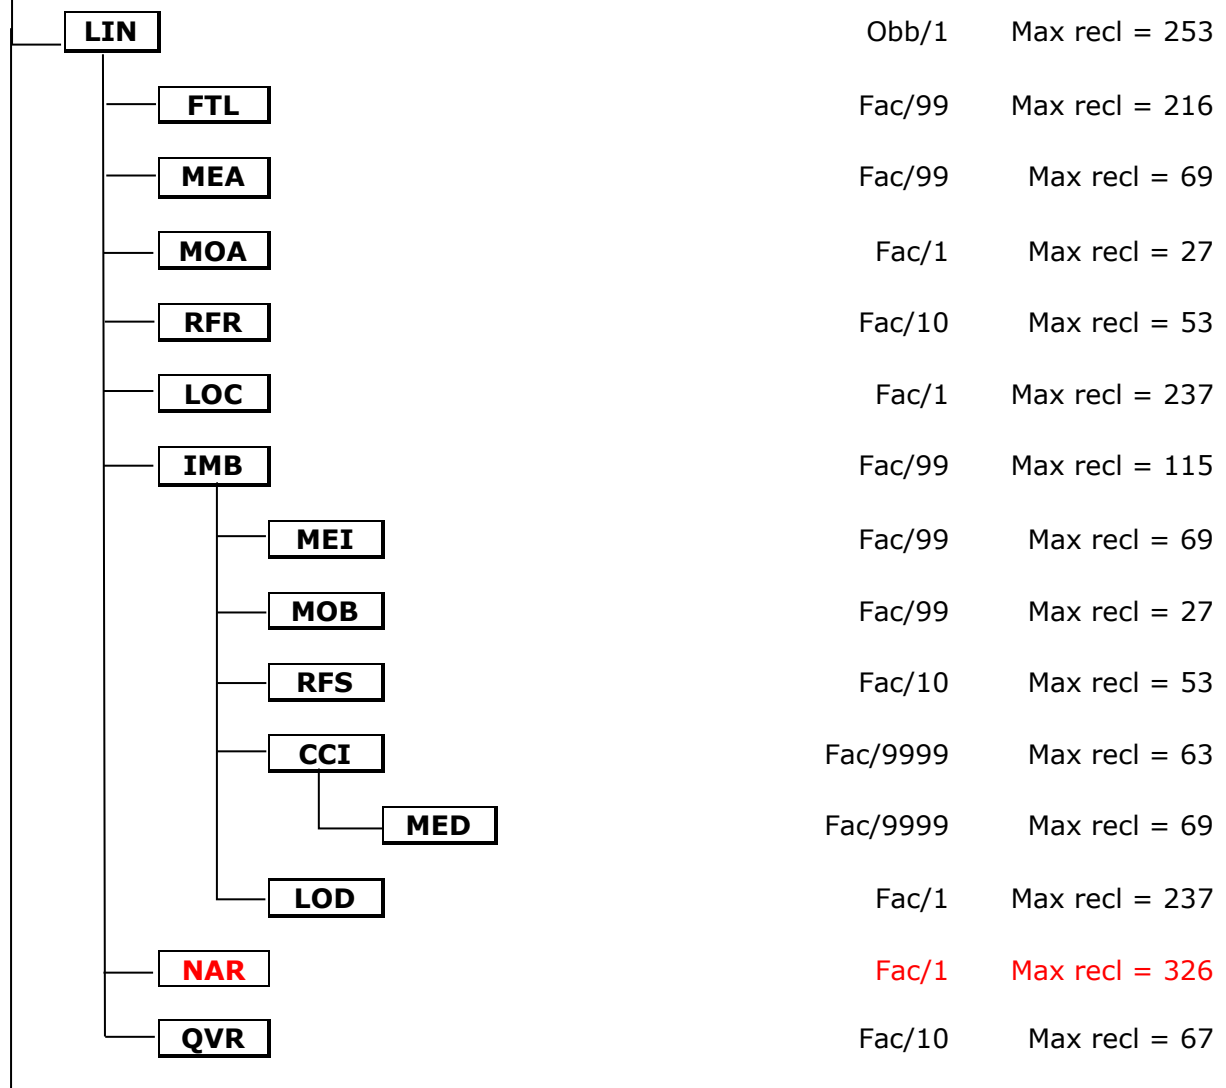 LIN Obb/1 Max recl = 253
FTL Fac/99 Max recl = 216
MEA Fac/99 Max recl = 69
MOA Fac/1 Max recl = 27
RFR Fac/10 Max recl = 53
LOC Fac/1 Max recl = 237
IMB Fac/99 Max recl = 115
MEI Fac/99 Max recl = 69
MOB Fac/99 Max recl = 27
RFS Fac/10 Max recl = 53
CCI Fac/9999 Max recl = 63
MED Fac/9999 Max recl = 69
LOD Fac/1 Max recl = 237
NAR Fac/1 Max recl = 326
QVR Fac/10 Max recl = 67